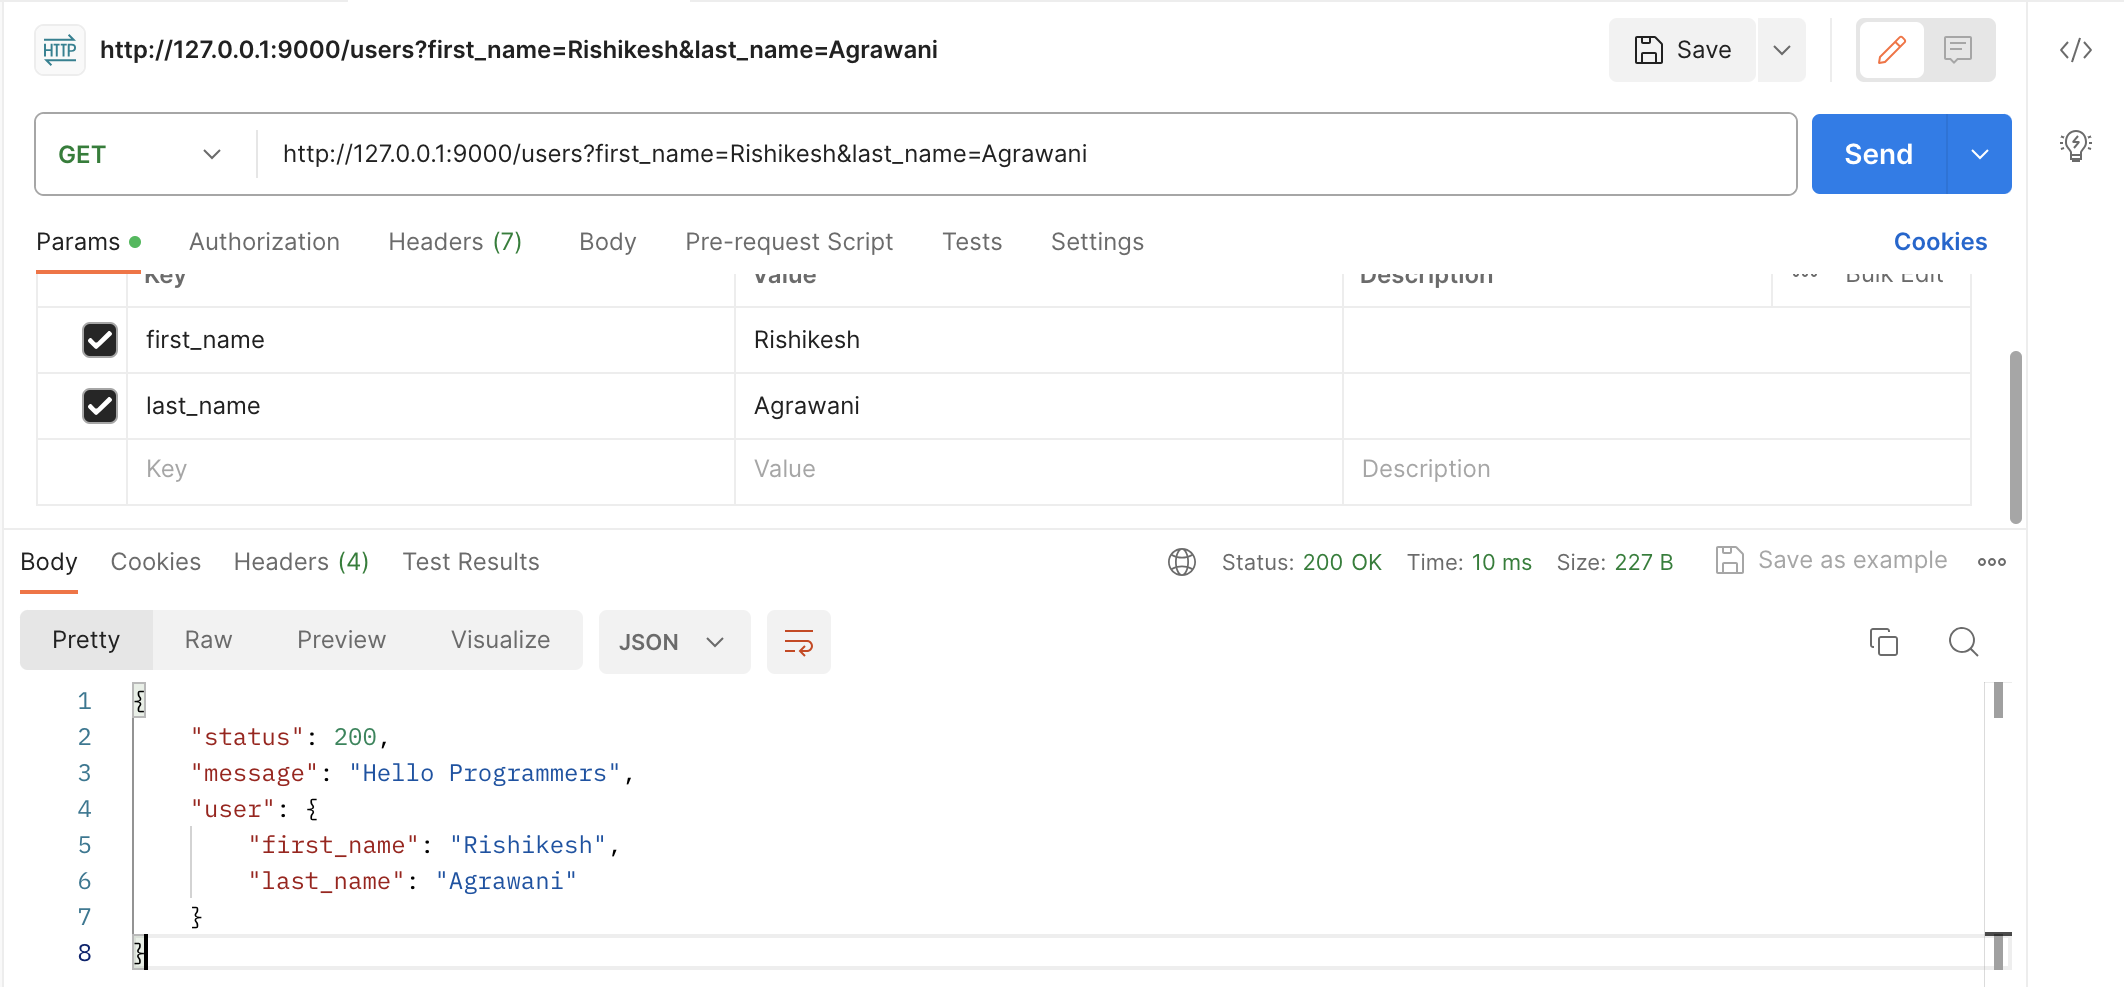 HTTP http://127.0.0.1:9000/users?first_name=Rishikesh&last_name=Agrawani Save
GET http://127.0.0.1:9000/users?first_name=Rishikesh&last_name=Agrawani Send
Params Authorization Headers (7) Body Pre-request Script Tests Settings Cookies
Key Value Description Bulk Edit
first_name Rishikesh
last_name Agrawani
Key Value Description
Body Cookies Headers (4) Test Results Status: 200 OK Time: 10 ms Size: 227 B Save as example
Pretty Raw Preview Visualize JSON
1 {
2 "status": 200,
3 "message": "Hello Programmers",
4 "user": {
5 "first_name": "Rishikesh",
6 "last_name": "Agrawani"
7 }
8 }